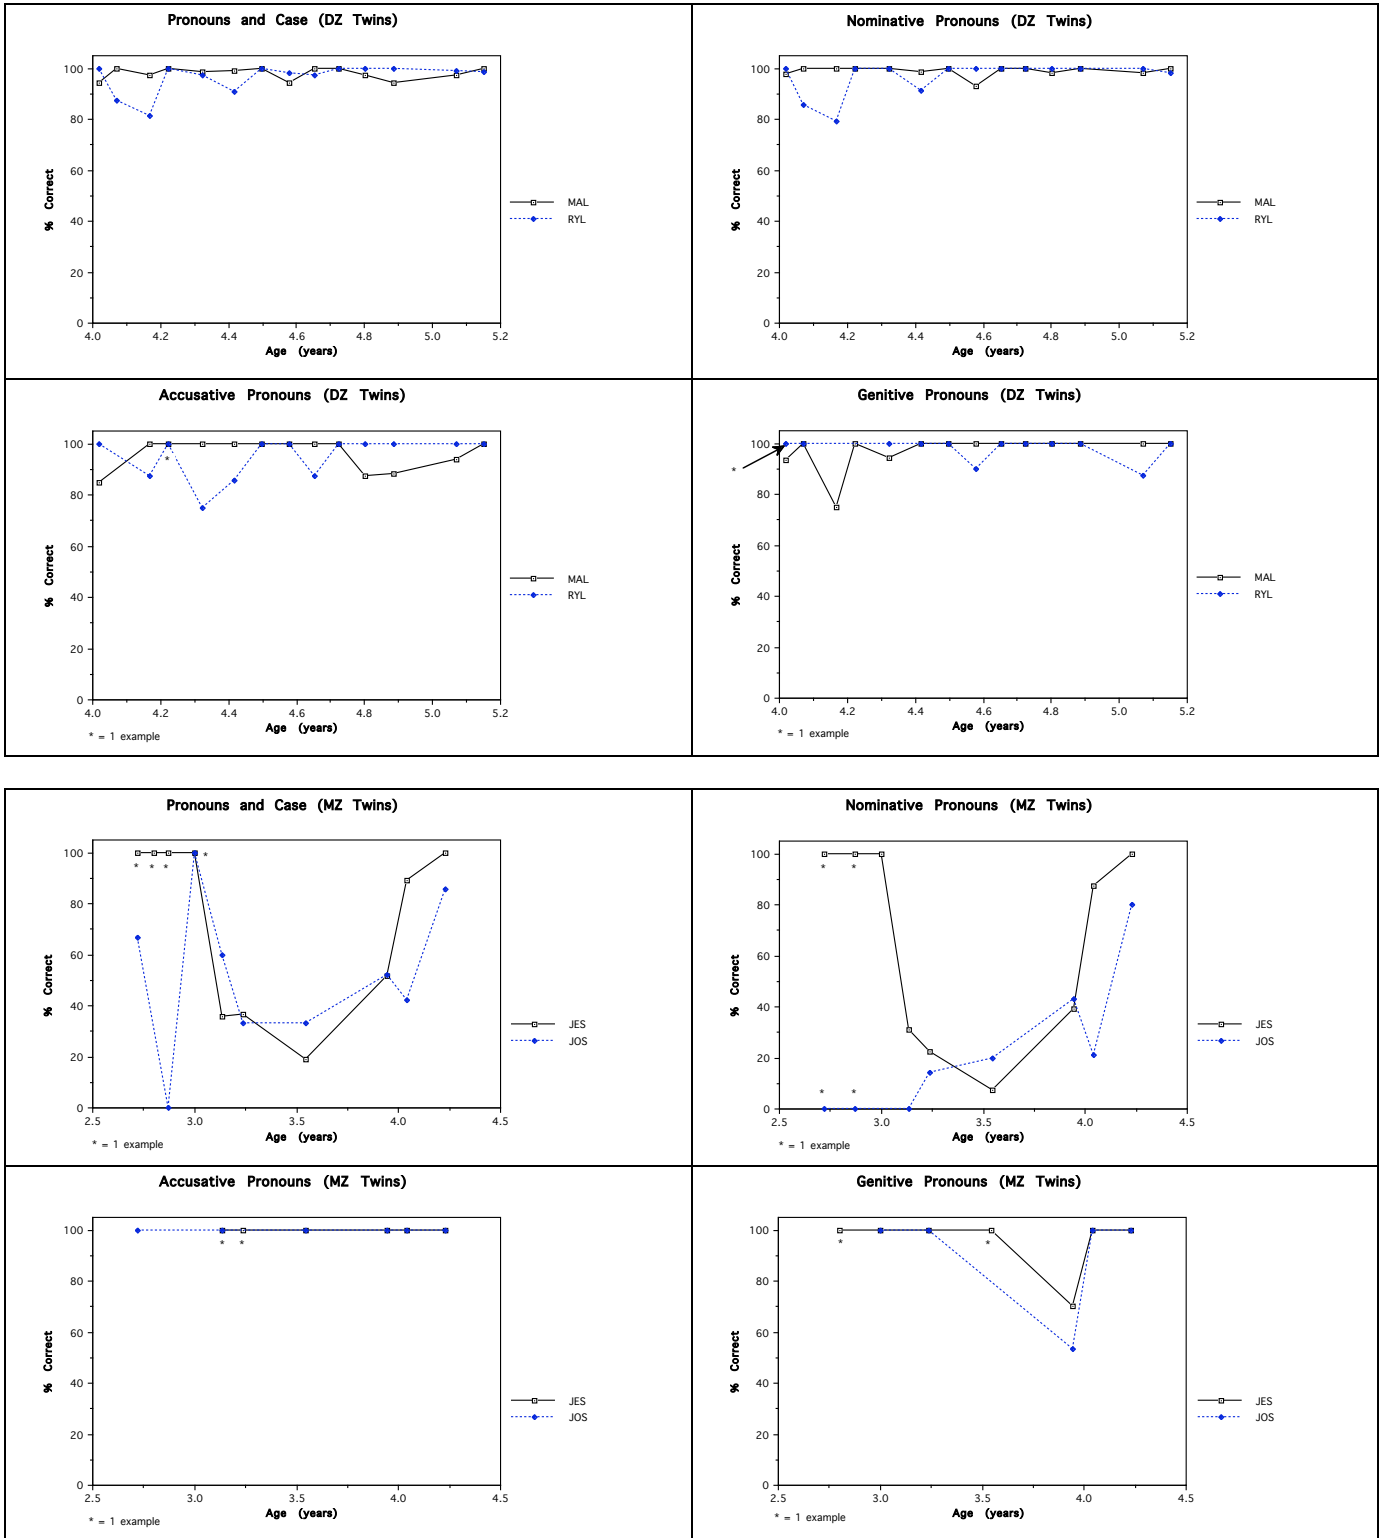 Pronouns and Case (DZ Twins)
100
80
60
40
20
0
% Correct
4.0 4.2 4.4 4.6 4.8 5.0 5.2
Age (years)
MAL
RYL
Nominative Pronouns (DZ Twins)
100
80
60
40
20
0
% Correct
4.0 4.2 4.4 4.6 4.8 5.0 5.2
Age (years)
MAL
RYL
Accusative Pronouns (DZ Twins)
100
*
80
60
40
20
0
% Correct
4.0 4.2 4.4 4.6 4.8 5.0 5.2
Age (years)
* = 1 example
MAL
RYL
Genitive Pronouns (DZ Twins)
100
*
80
60
40
20
0
% Correct
4.0 4.2 4.4 4.6 4.8 5.0 5.2
Age (years)
* = 1 example
MAL
RYL
Pronouns and Case (MZ Twins)
100
* * * *
80
60
40
20
0
% Correct
2.5 3.0 3.5 4.0 4.5
Age (years)
* = 1 example
JES
JOS
Nominative Pronouns (MZ Twins)
100
* *
80
60
40
20
* *
0
% Correct
2.5 3.0 3.5 4.0 4.5
Age (years)
* = 1 example
JES
JOS
Accusative Pronouns (MZ Twins)
100
* *
80
60
40
20
0
% Correct
2.5 3.0 3.5 4.0 4.5
Age (years)
* = 1 example
JES
JOS
Genitive Pronouns (MZ Twins)
100
* *
80
60
40
20
0
% Correct
2.5 3.0 3.5 4.0 4.5
Age (years)
* = 1 example
JES
JOS